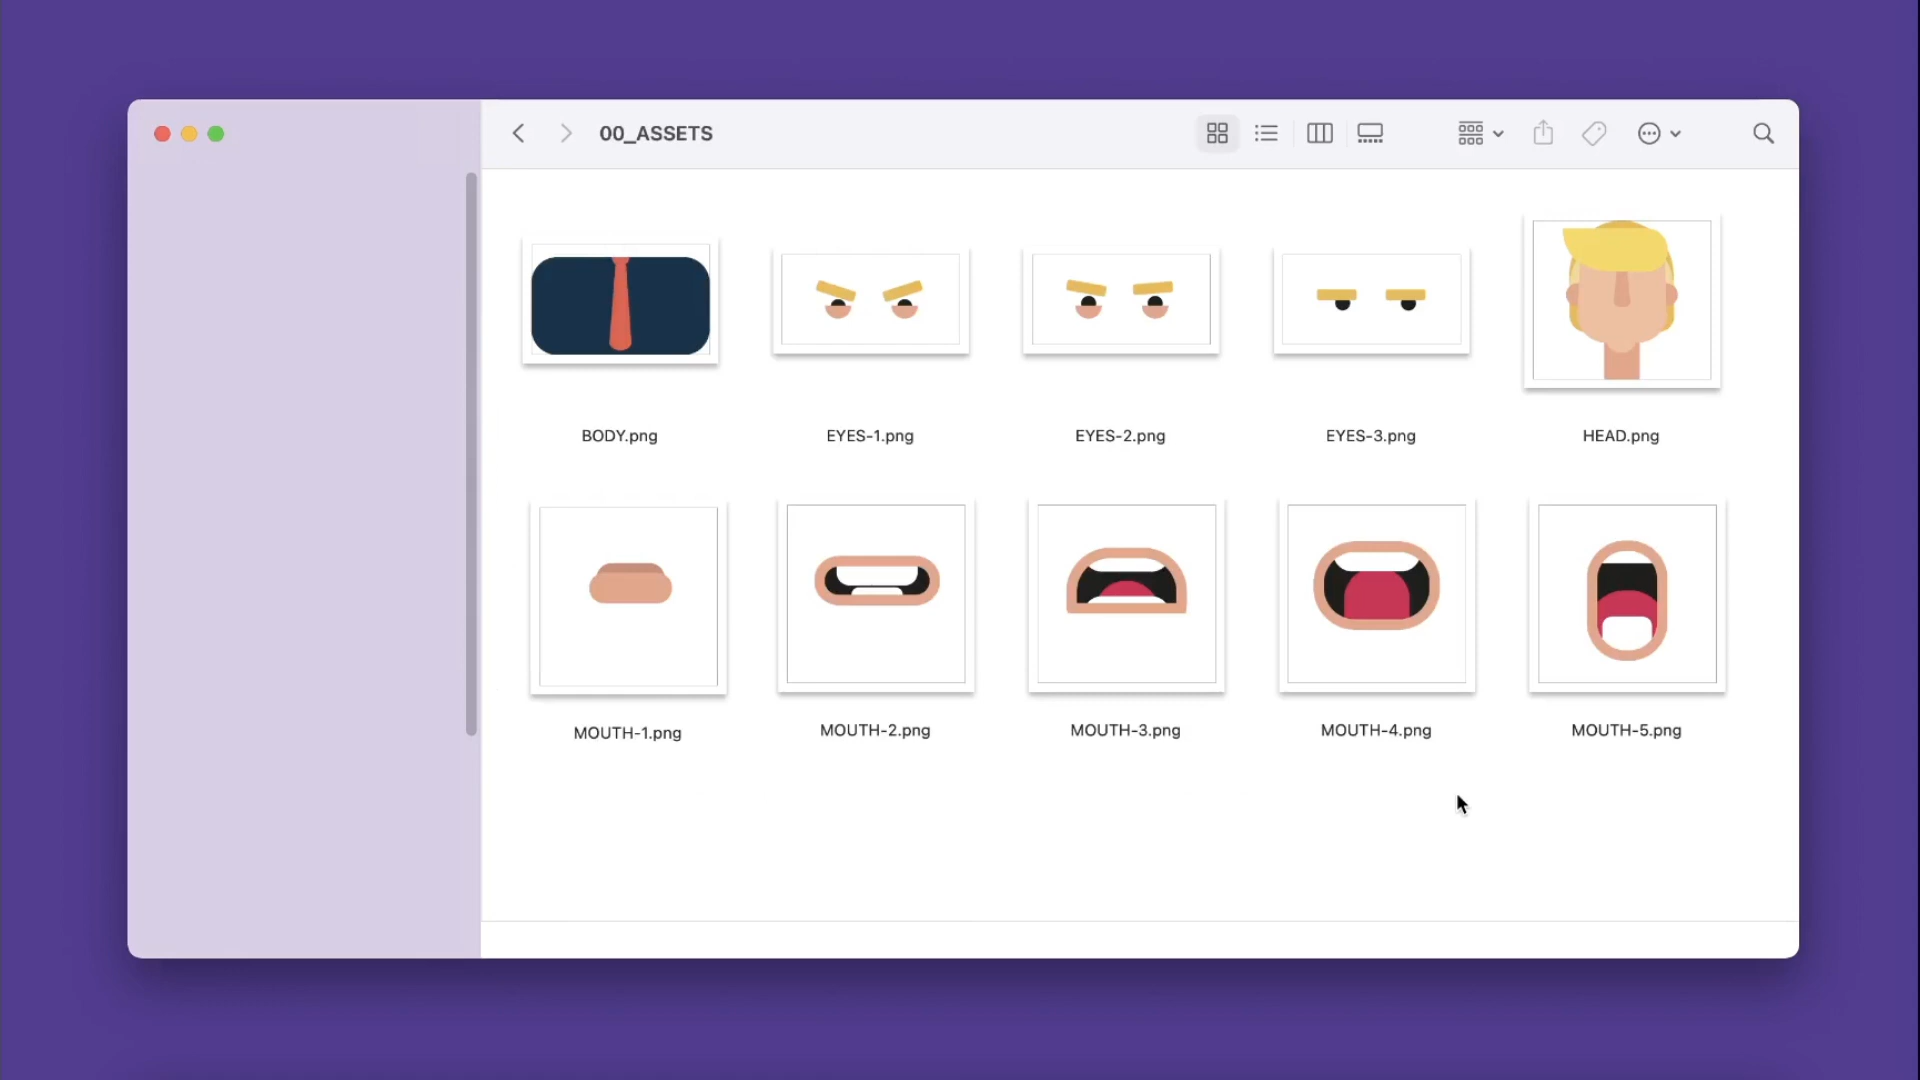 00_ASSETS
BODY.png
EYES-1.png
EYES-2.png
EYES-3.png
HEAD.png
MOUTH-1.png
MOUTH-2.png
MOUTH-3.png
MOUTH-4.png
MOUTH-5.png